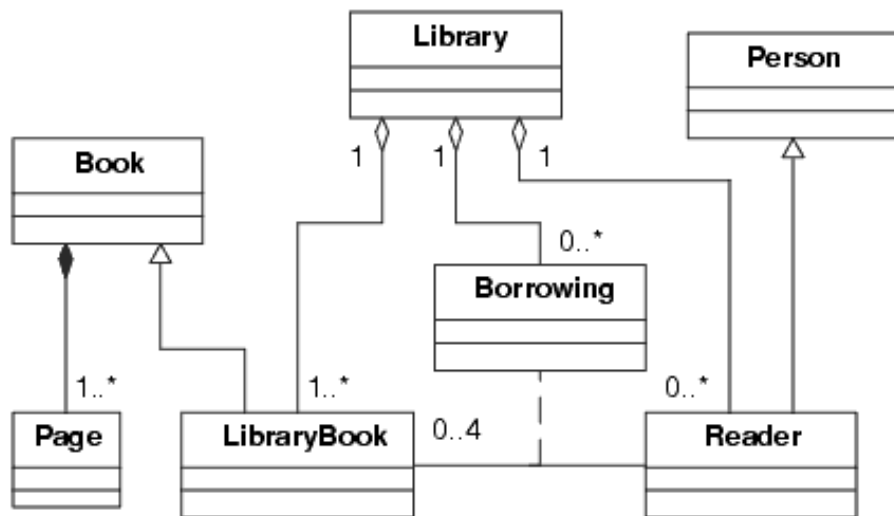 Library
Person
Book
1
1
1
0..*
Borrowing
1..*
1..*
0..4
0..*
Page
LibraryBook
Reader